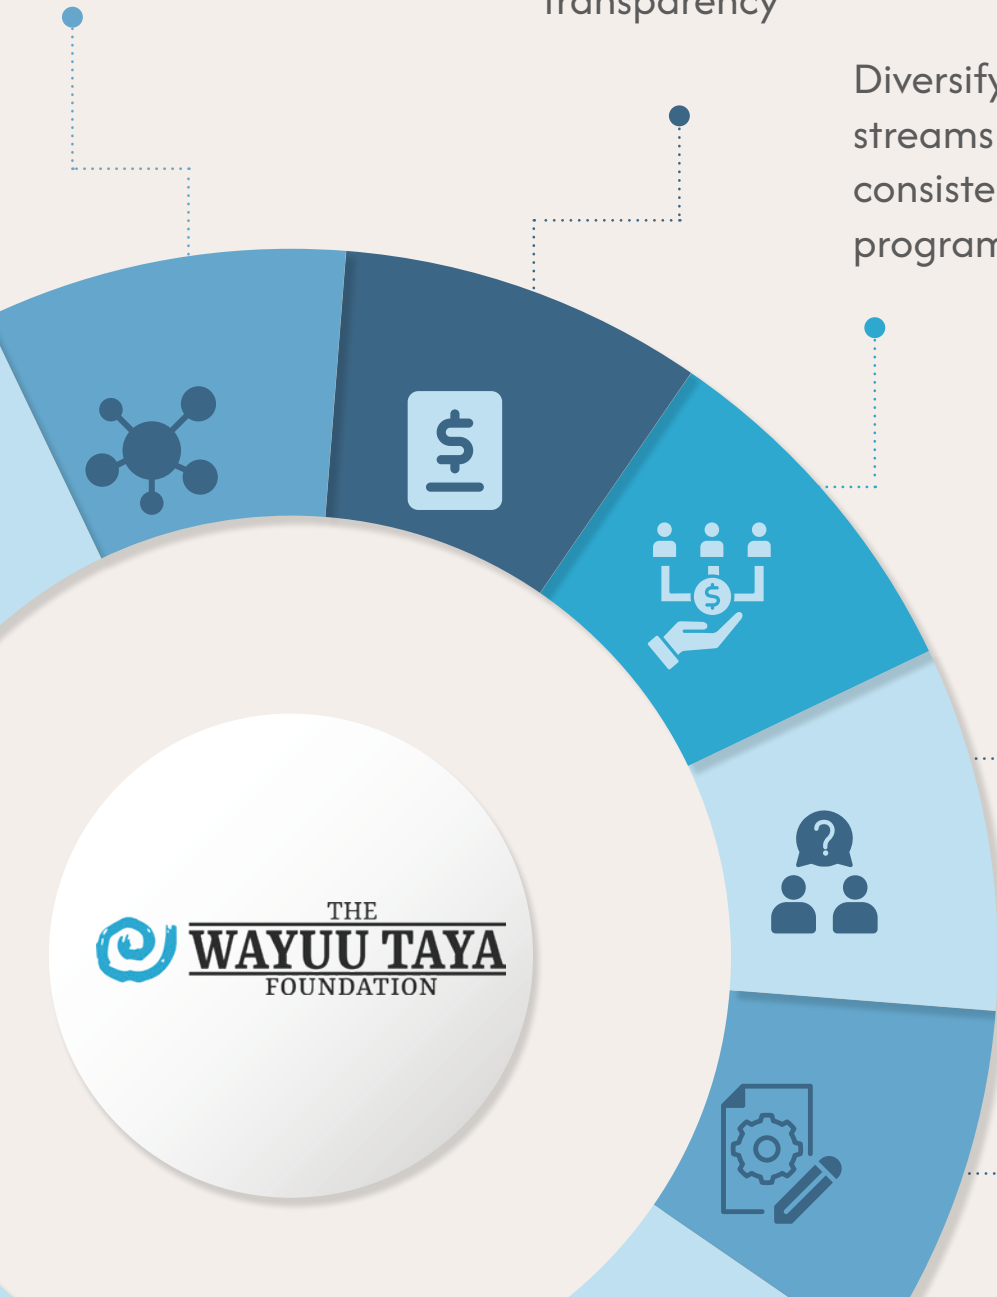 transparency
Diversify
streams
consiste
program
$
$
?
THE
WAYUU TAYA
FOUNDATION